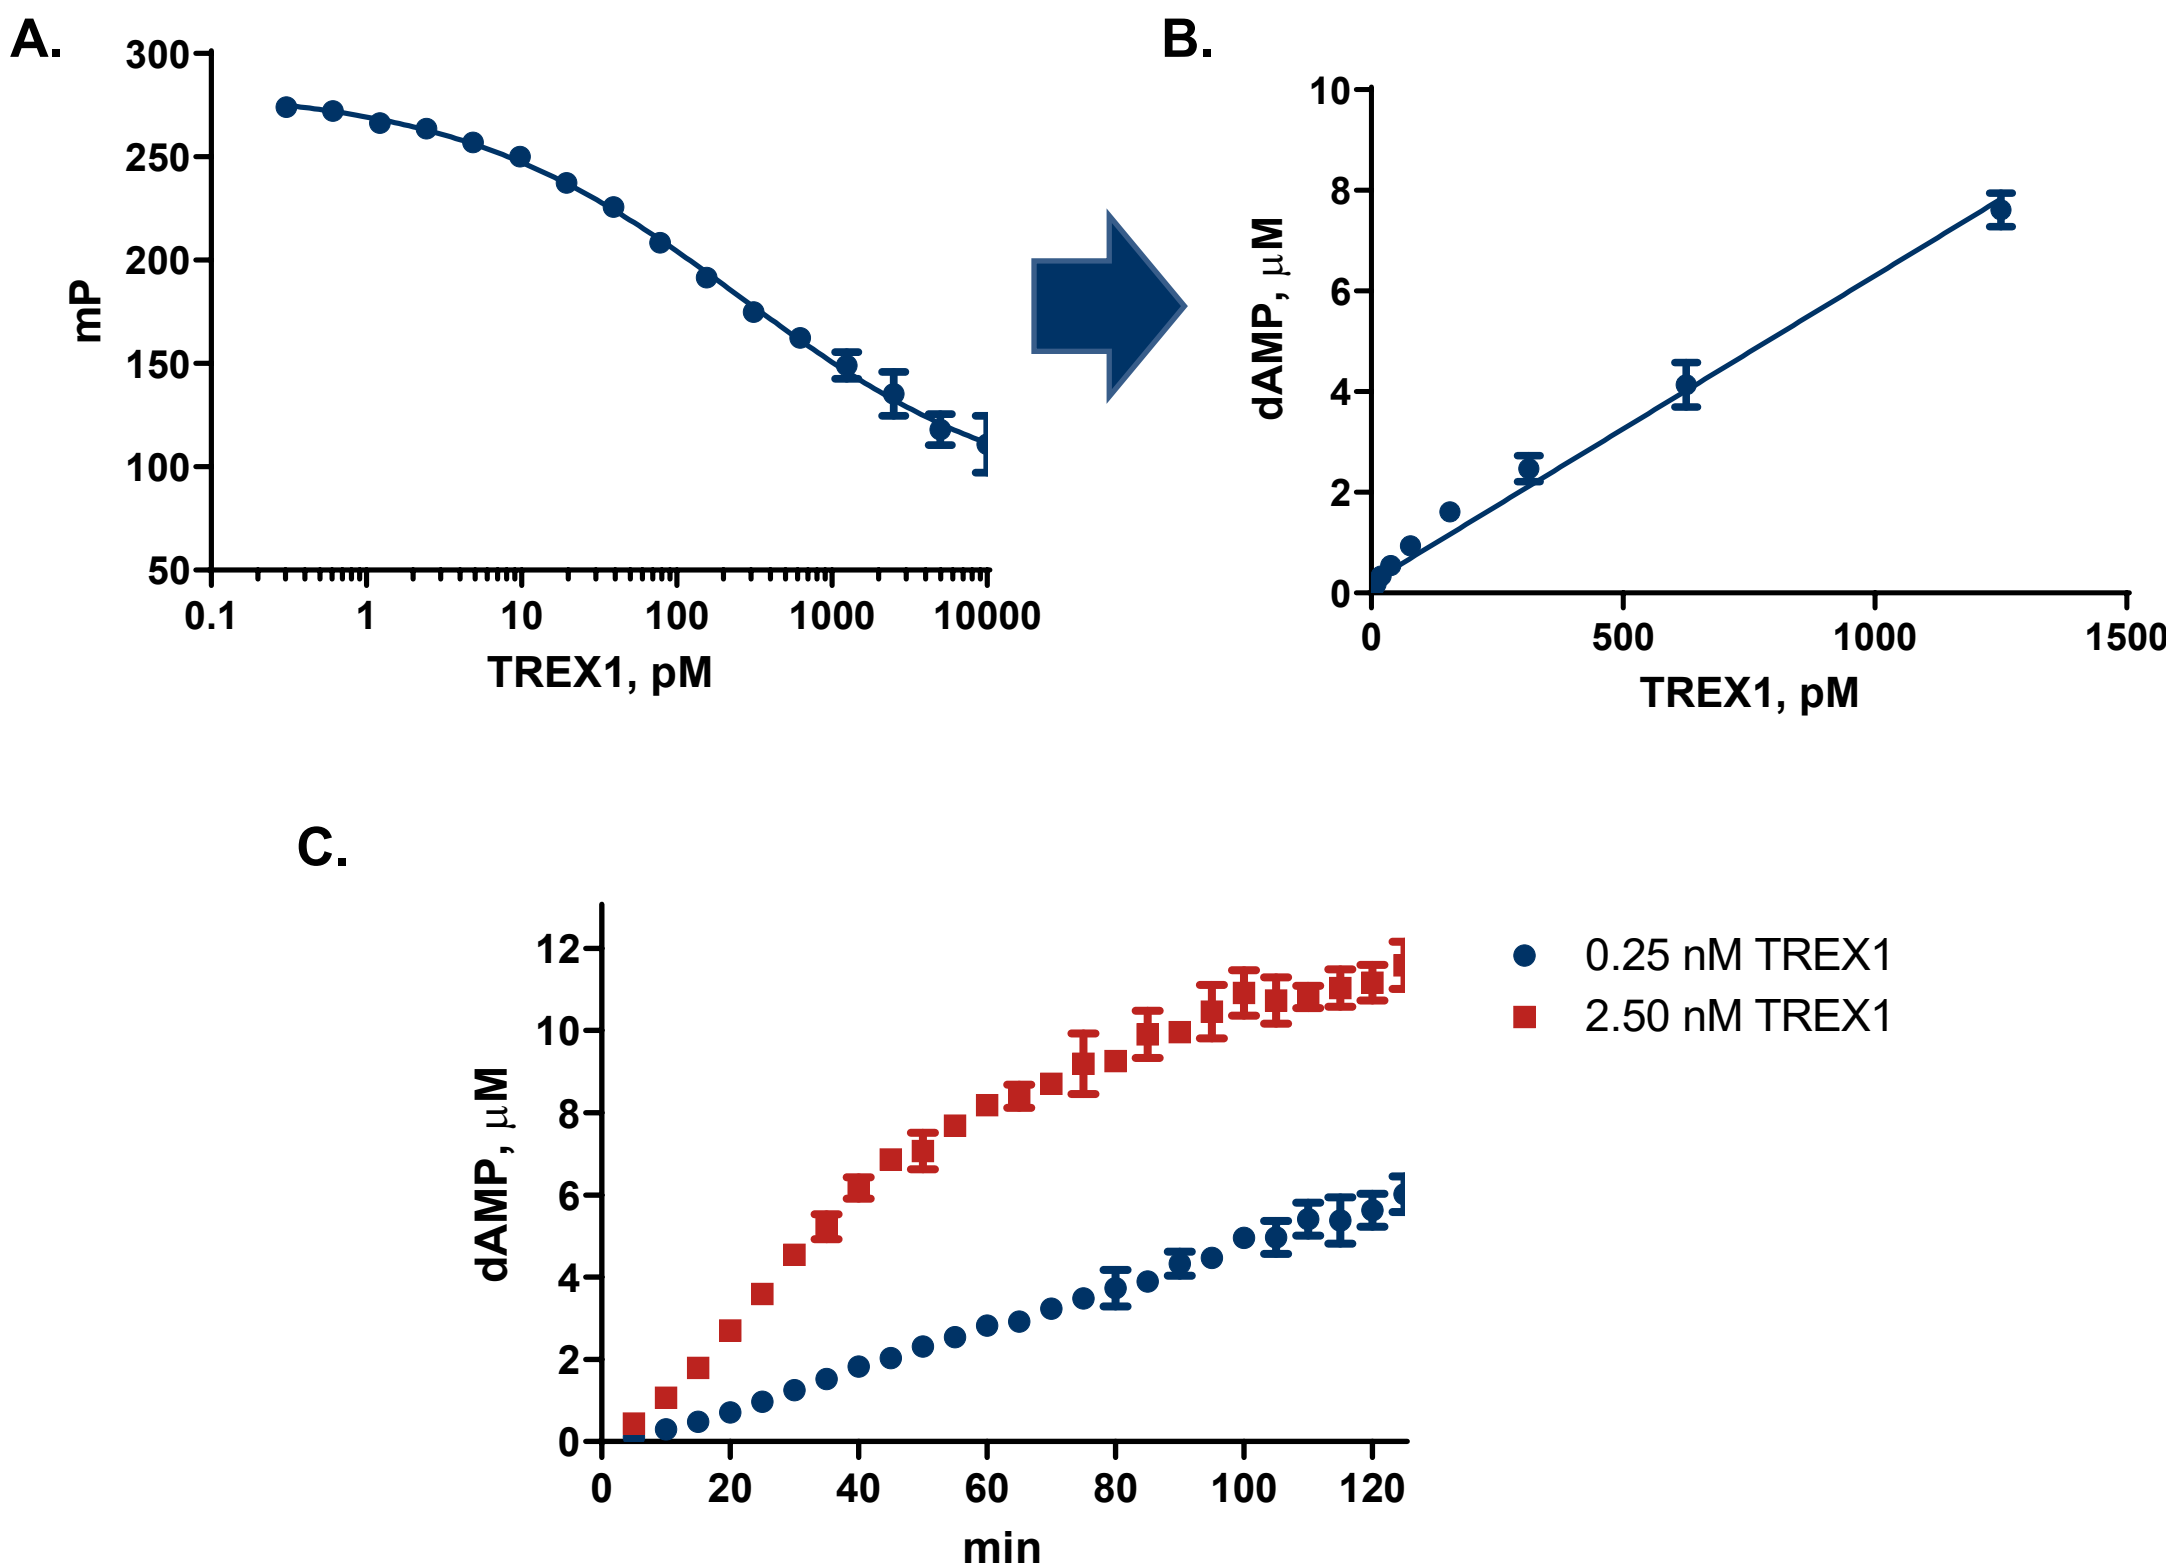 A.
300
250
200
150
100
50
mP
0.1 1 10 100 1000 10000
TREX1, pM
B.
10
8
6
4
2
0
dAMP, μM
0 500 1000 1500
TREX1, pM
C.
12
10
8
6
4
2
0
dAMP, μM
0 20 40 60 80 100 120
min
0.25 nM TREX1
2.50 nM TREX1